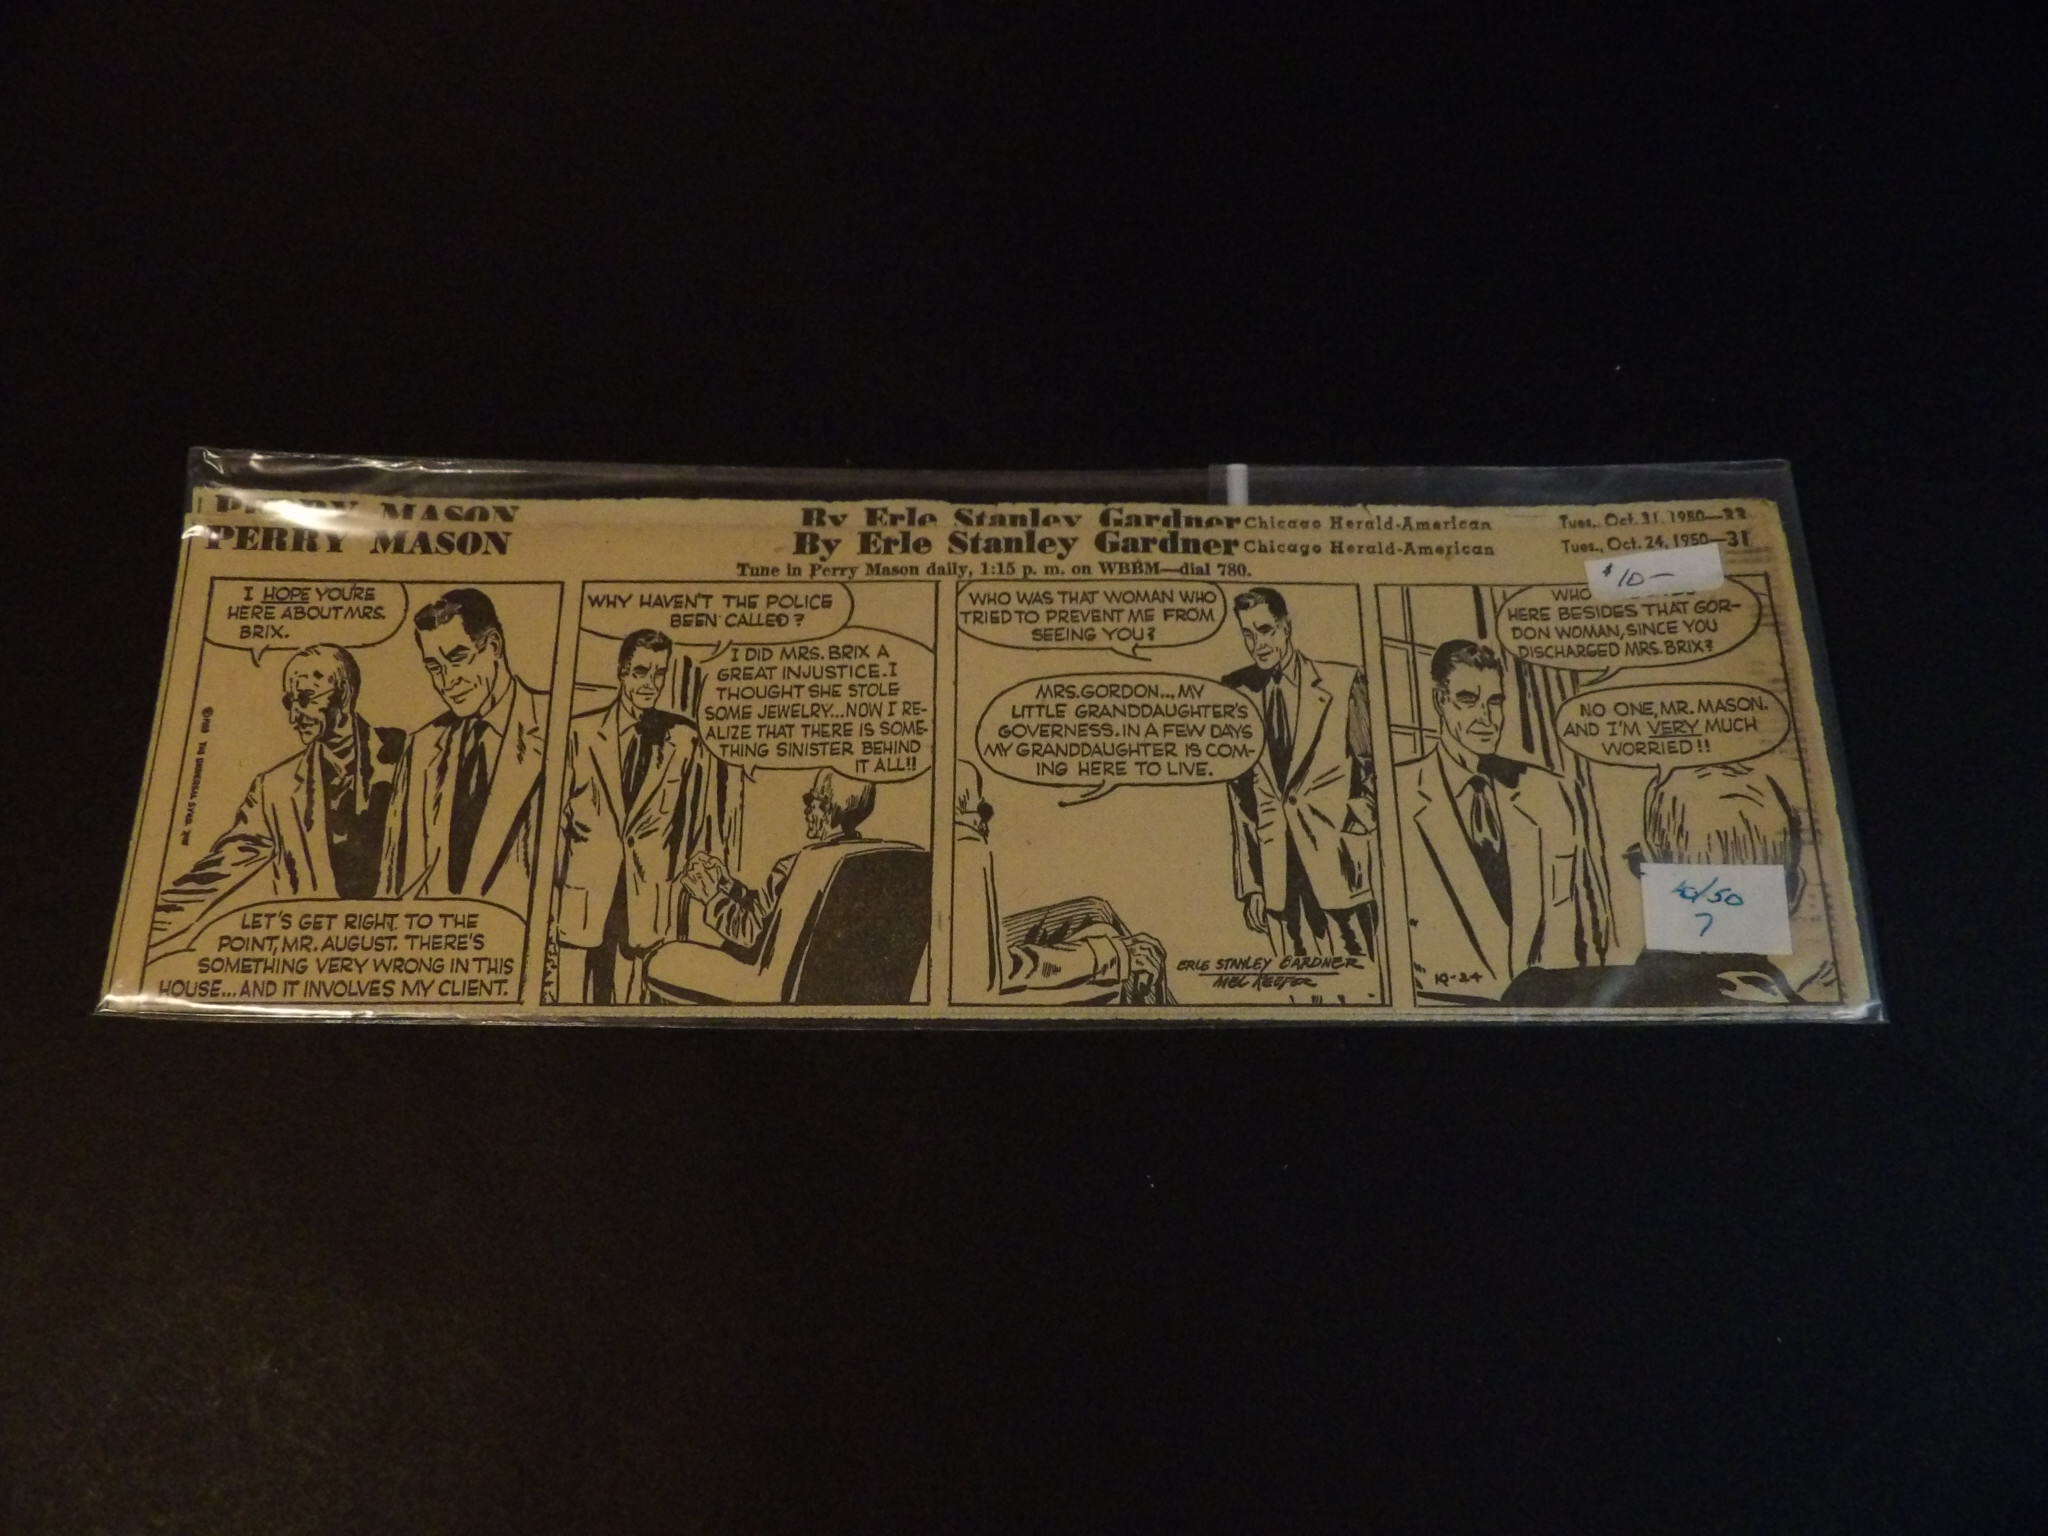 PERRY MASON By Erle Stanley Gardner Chicago Herald-American Tues., Oct. 31, 1950—33
PERRY MASON By Erle Stanley Gardner Chicago Herald-American Tues., Oct. 24, 1950—31
Tune in Perry Mason daily, 1:15 p. m. on WBBM—dial 780.
$10—
I HOPE YOU'RE
HERE ABOUT MRS.
BRIX.
LET'S GET RIGHT TO THE
POINT, MR. AUGUST. THERE'S
SOMETHING VERY WRONG IN THIS
HOUSE...AND IT INVOLVES MY CLIENT.
WHY HAVEN'T THE POLICE
BEEN CALLED?
I DID MRS. BRIX A
GREAT INJUSTICE. I
THOUGHT SHE STOLE
SOME JEWELRY...NOW I RE-
ALIZE THAT THERE IS SOME-
THING SINISTER BEHIND
IT ALL!!
WHO WAS THAT WOMAN WHO
TRIED TO PREVENT ME FROM
SEEING YOU?
MRS. GORDON... MY
LITTLE GRANDDAUGHTER'S
GOVERNESS. IN A FEW DAYS
MY GRANDDAUGHTER IS COM-
ING HERE TO LIVE.
ERLE STANLEY GARDNER
MEL KEEFER
WHO
HERE BESIDES THAT GOR-
DON WOMAN, SINCE YOU
DISCHARGED MRS. BRIX?
NO ONE, MR. MASON.
AND I'M VERY MUCH
WORRIED!!
10-24
10/50
7